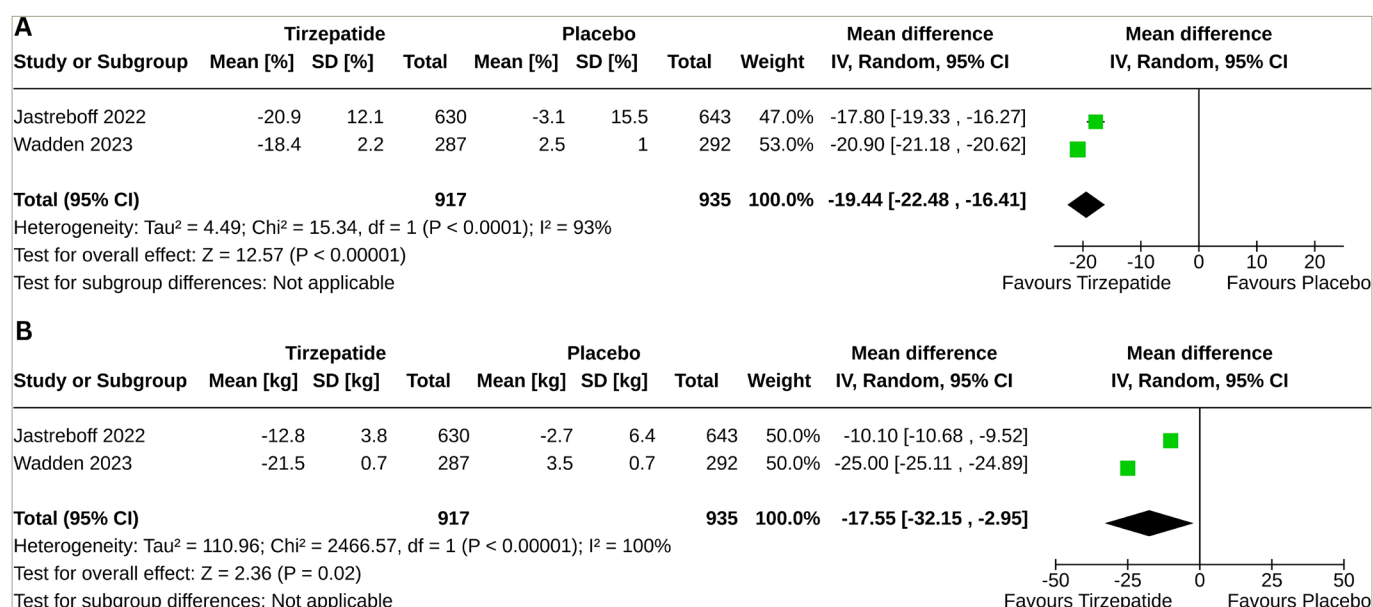 A
Tirzepatide Placebo Mean difference Mean difference
Study or Subgroup Mean [%] SD [%] Total Mean [%] SD [%] Total Weight IV, Random, 95% CI IV, Random, 95% CI
Jastreboff 2022 -20.9 12.1 630 -3.1 15.5 643 47.0% -17.80 [-19.33 , -16.27]
Wadden 2023 -18.4 2.2 287 2.5 1 292 53.0% -20.90 [-21.18 , -20.62]
Total (95% CI) 917 935 100.0% -19.44 [-22.48 , -16.41]
Heterogeneity: Tau² = 4.49; Chi² = 15.34, df = 1 (P < 0.0001); I² = 93%
Test for overall effect: Z = 12.57 (P < 0.00001)
-20 -10 0 10 20
Test for subgroup differences: Not applicable Favours Tirzepatide Favours Placebo
B
Tirzepatide Placebo Mean difference Mean difference
Study or Subgroup Mean [kg] SD [kg] Total Mean [kg] SD [kg] Total Weight IV, Random, 95% CI IV, Random, 95% CI
Jastreboff 2022 -12.8 3.8 630 -2.7 6.4 643 50.0% -10.10 [-10.68 , -9.52]
Wadden 2023 -21.5 0.7 287 3.5 0.7 292 50.0% -25.00 [-25.11 , -24.89]
Total (95% CI) 917 935 100.0% -17.55 [-32.15 , -2.95]
Heterogeneity: Tau² = 110.96; Chi² = 2466.57, df = 1 (P < 0.00001); I² = 100%
Test for overall effect: Z = 2.36 (P = 0.02)
-50 -25 0 25 50
Test for subgroup differences: Not applicable Favours Tirzepatide Favours Placebo